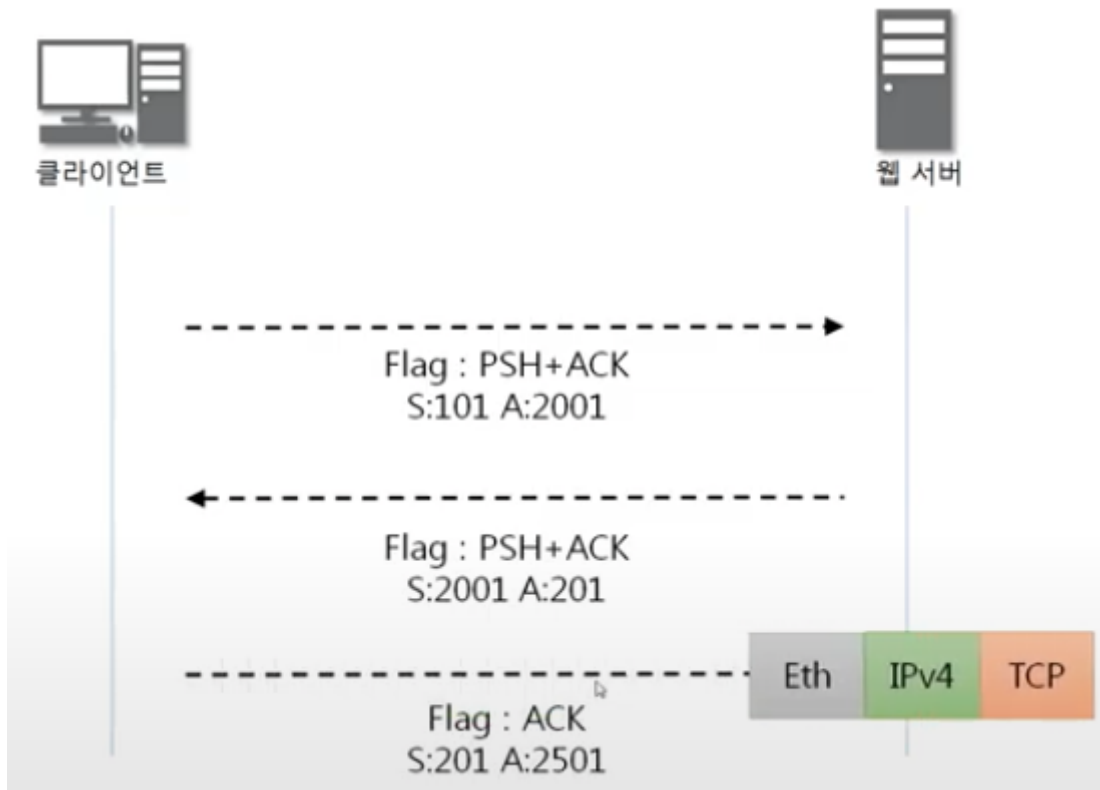 클라이언트
웹 서버
Flag : PSH+ACK
S:101 A:2001
Flag : PSH+ACK
S:2001 A:201
Eth IPv4 TCP
Flag : ACK
S:201 A:2501